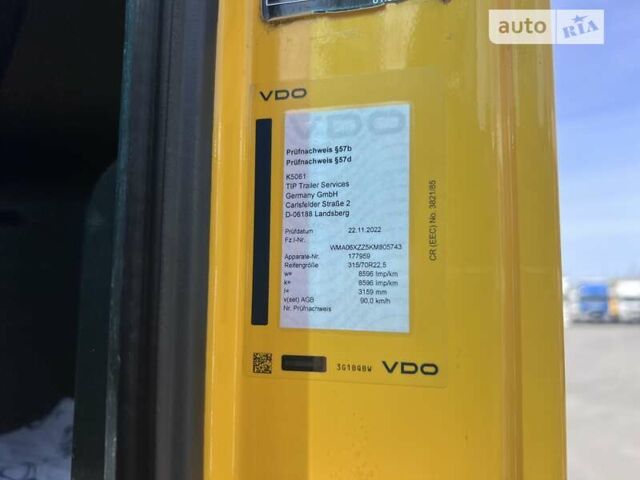 auto RIA
VDO
VDO
Prüfnachweis §57b
Prüfnachweis §57d
K5061
TIP Trailer Services
Germany GmbH
Carlsfelder Straße 2
D-06188 Landsberg
Prüfdatum 22.11.2022
Fz.I-Nr. WMA06XZZ5KM805743
Apparate-Nr. 177959
Reifengröße 315/70R22,5
w= 8596 Imp/km
k= 8596 Imp/km
l= 3159 mm
v(set) AGB 90,0 km/h
Nr. Prüfnachweis
CR (EEC) No. 3821/85
3G18Q8W VDO